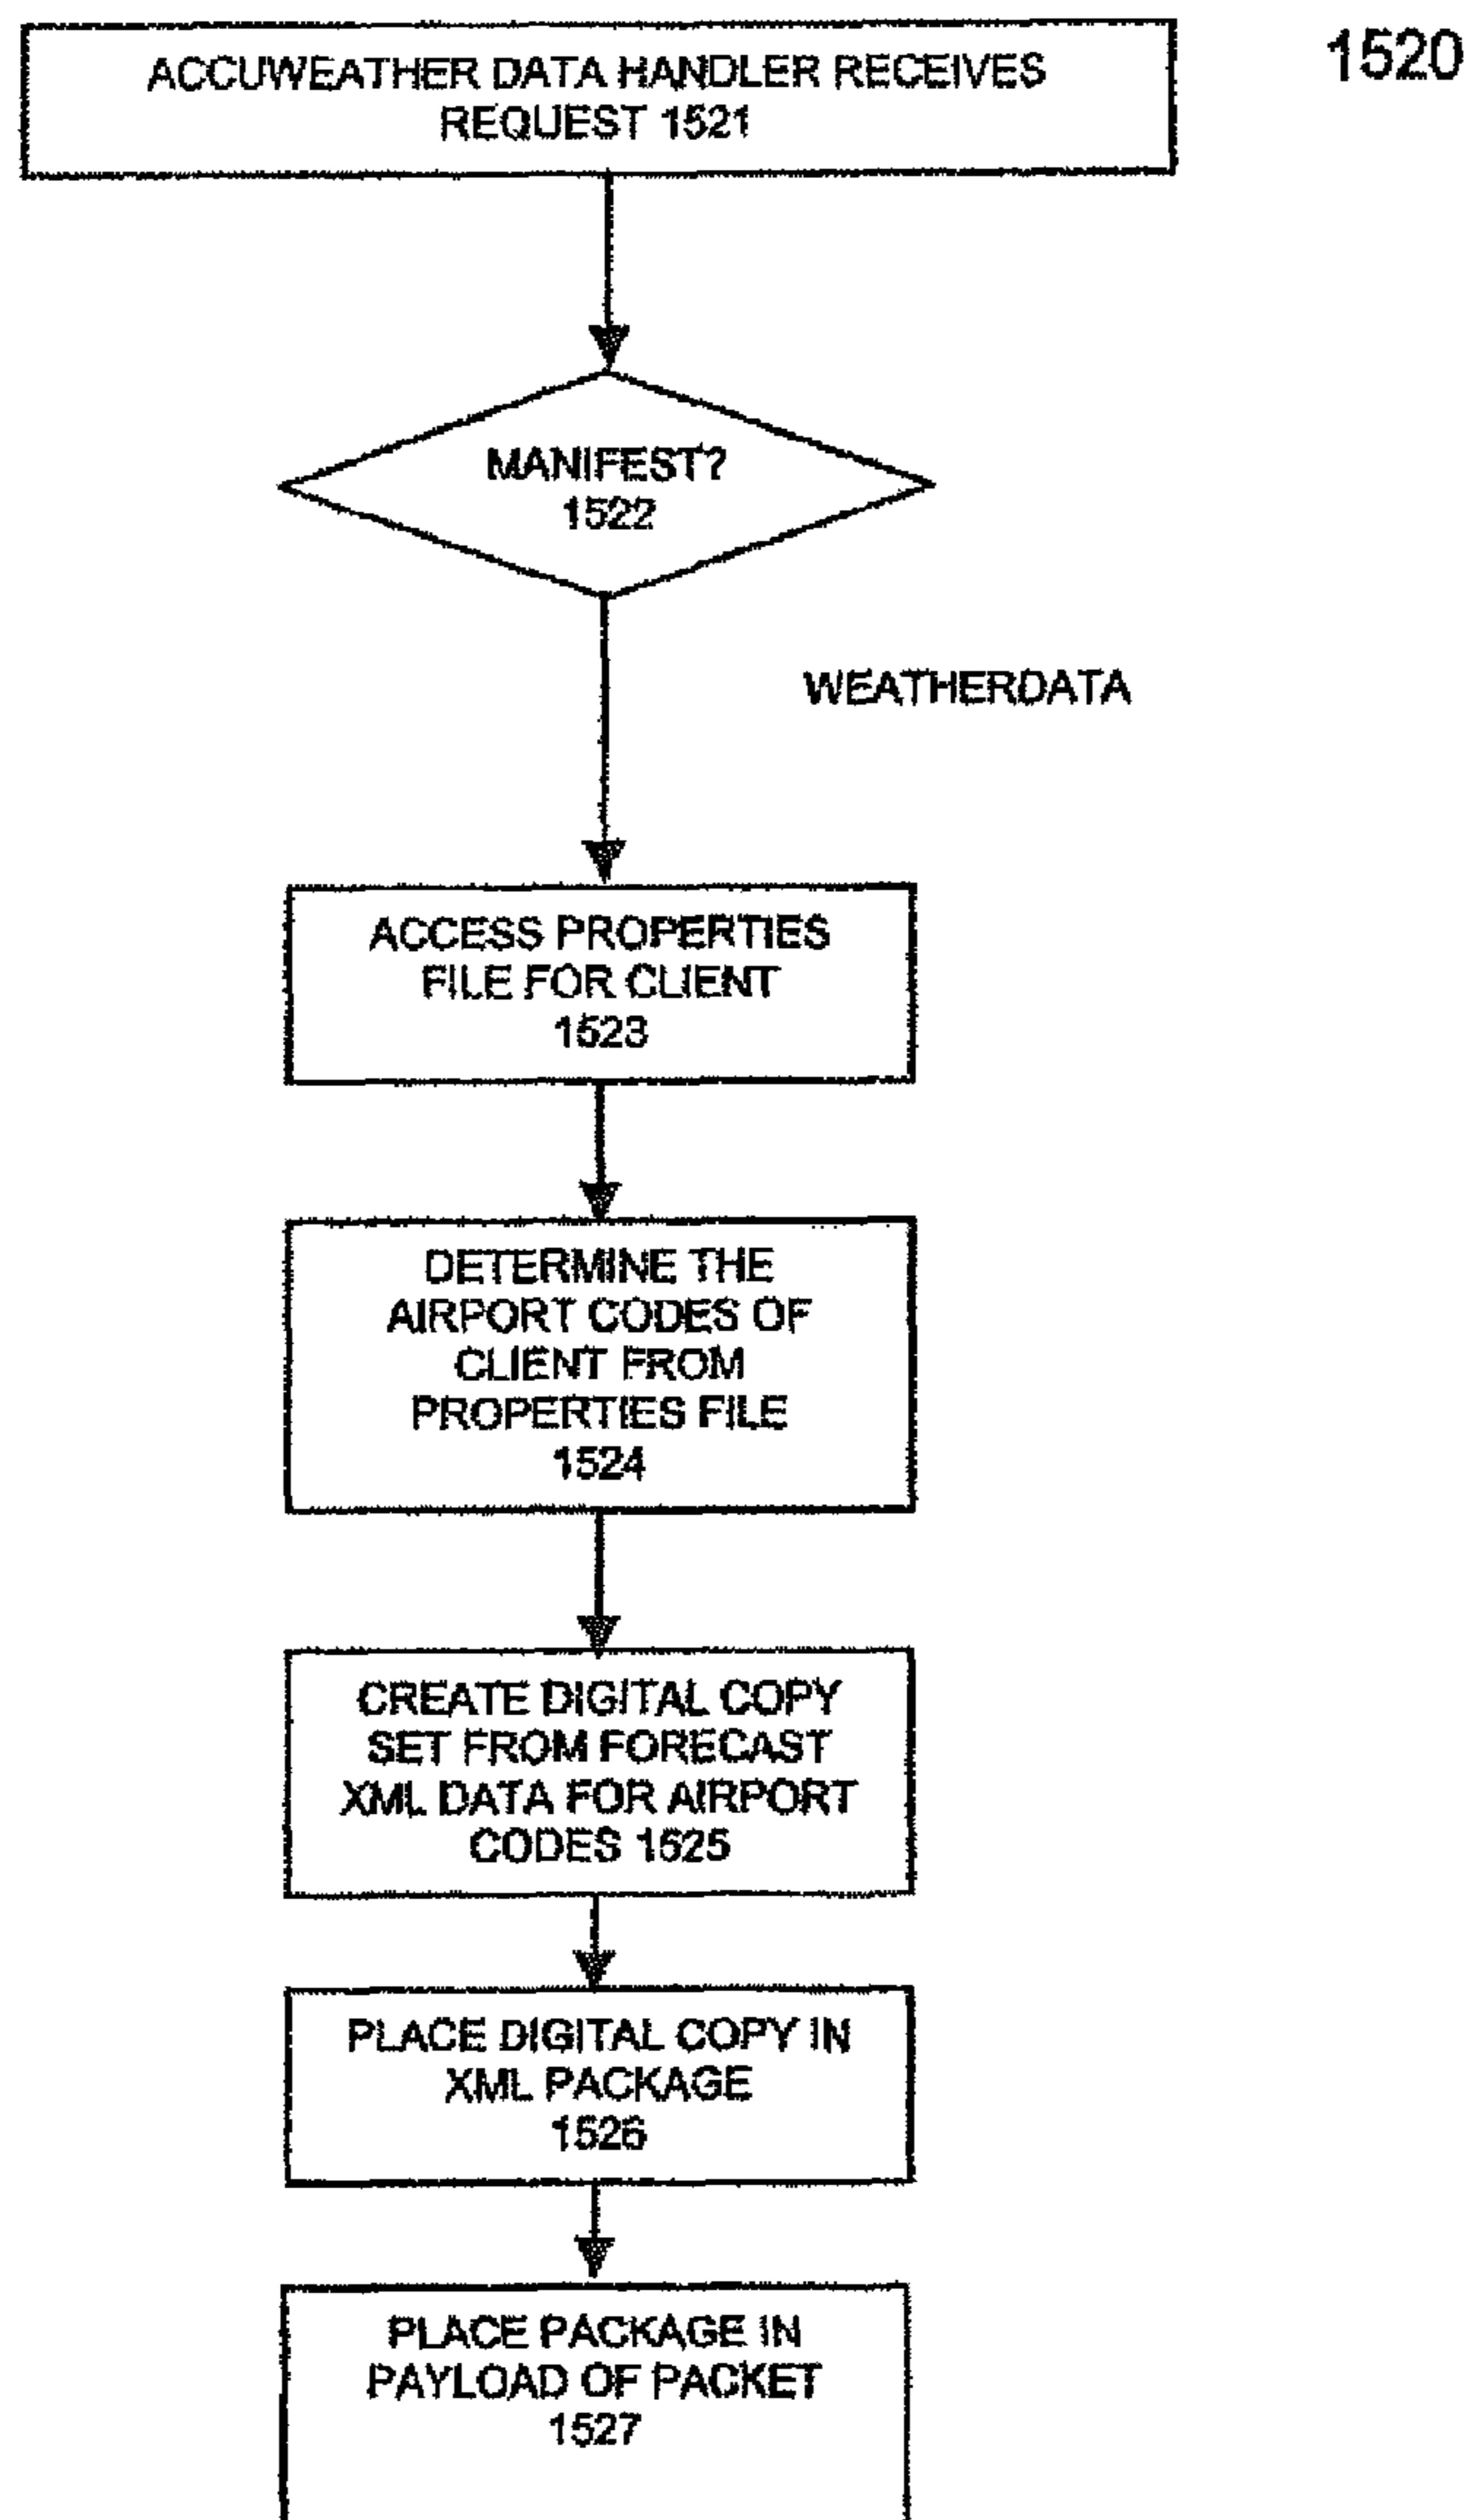 1520
ACCUWEATHER DATA HANDLER RECEIVES
REQUEST 1521
MANIFEST?
1522
WEATHERDATA
ACCESS PROPERTIES
FILE FOR CLIENT
1523
DETERMINE THE
AIRPORT CODES OF
CLIENT FROM
PROPERTIES FILE
1524
CREATE DIGITAL COPY
SET FROM FORECAST
XML DATA FOR AIRPORT
CODES 1525
PLACE DIGITAL COPY IN
XML PACKAGE
1526
PLACE PACKAGE IN
PAYLOAD OF PACKET
1527